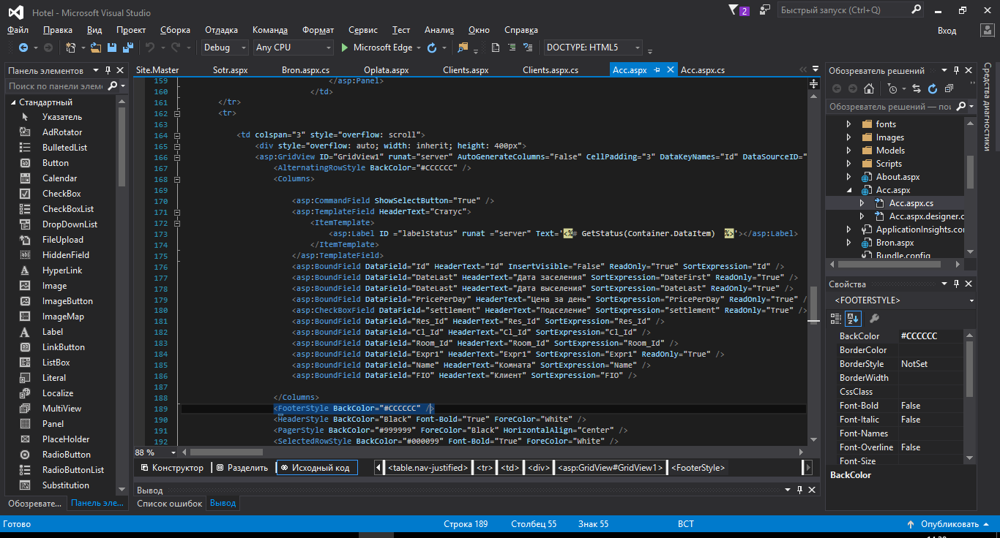 Hotel - Microsoft Visual Studio
2
Быстрый запуск (Ctrl+Q)
Файл Правка Вид Проект Сборка Отладка Команда Формат Сервис Тест Анализ Окно Справка
Вход
Debug Any CPU Microsoft Edge DOCTYPE: HTML5
Панель элементов
Поиск по панели элеме
Стандартный
Указатель
AdRotator
BulletedList
Button
Calendar
CheckBox
CheckBoxList
DropDownList
FileUpload
HiddenField
HyperLink
Image
ImageButton
ImageMap
Label
LinkButton
ListBox
Literal
Localize
MultiView
Panel
PlaceHolder
RadioButton
RadioButtonList
Substitution
Обозревате... Панель эле...
Site.Master Sotr.aspx Bron.aspx.cs Oplata.aspx Clients.aspx Clients.aspx.cs Acc.aspx Acc.aspx.cs
159 </asp:Panel>
160 </td>
161 </tr>
162 <tr>
163
164 <td colspan="3" style="overflow: scroll">
165 <div style="overflow: auto; width: inherit; height: 400px">
166 <asp:GridView ID="GridView1" runat="server" AutoGenerateColumns="False" CellPadding="3" DataKeyNames="Id" DataSourceID="
167 <AlternatingRowStyle BackColor="#CCCCCC" />
168 <Columns>
169
170 <asp:CommandField ShowSelectButton="True" />
171 <asp:TemplateField HeaderText="Статус">
172 <ItemTemplate>
173 <asp:Label ID ="labelStatus" runat ="server" Text='<%# GetStatus(Container.DataItem) %>'></asp:Label>
174 </ItemTemplate>
175 </asp:TemplateField>
176 <asp:BoundField DataField="Id" HeaderText="Id" InsertVisible="False" ReadOnly="True" SortExpression="Id" />
177 <asp:BoundField DataField="DateLast" HeaderText="Дата заселения" SortExpression="DateFirst" ReadOnly="True" />
178 <asp:BoundField DataField="DateLast" HeaderText="Дата выселения" SortExpression="DateLast" ReadOnly="True" />
179 <asp:BoundField DataField="PricePerDay" HeaderText="Цена за день" SortExpression="PricePerDay" ReadOnly="True" /
180 <asp:CheckBoxField DataField="settlement" HeaderText="Подселение" SortExpression="settlement" ReadOnly="True" />
181 <asp:BoundField DataField="Res_Id" HeaderText="Res_Id" SortExpression="Res_Id" />
182 <asp:BoundField DataField="Cl_Id" HeaderText="Cl_Id" SortExpression="Cl_Id" />
183 <asp:BoundField DataField="Room_Id" HeaderText="Room_Id" SortExpression="Room_Id" />
184 <asp:BoundField DataField="Expr1" HeaderText="Expr1" SortExpression="Expr1" ReadOnly="True" />
185 <asp:BoundField DataField="Name" HeaderText="Комната" SortExpression="Name" />
186 <asp:BoundField DataField="FIO" HeaderText="Клиент" SortExpression="FIO" />
187
188 </Columns>
189 <FooterStyle BackColor="#CCCCCC" />
190 <HeaderStyle BackColor="Black" Font-Bold="True" ForeColor="White" />
191 <PagerStyle BackColor="#999999" ForeColor="Black" HorizontalAlign="Center" />
192 <SelectedRowStyle BackColor="#000099" Font-Bold="True" ForeColor="White" />
88 %
Конструктор Разделить Исходный код <table.nav-justified> <tr> <td> <div> <asp:GridView#GridView1> <FooterStyle>
Вывод
Список ошибок Вывод
Обозреватель решений
Обозреватель решений — пои
fonts
Images
Models
Scripts
About.aspx
Acc.aspx
Acc.aspx.cs
Acc.aspx.designer.c
ApplicationInsights.con
Bron.aspx
Bundle.config
Свойства
<FOOTERSTYLE>
BackColor #CCCCCC
BorderColor
BorderStyle NotSet
BorderWidth
CssClass
Font-Bold False
Font-Italic False
Font-Names
Font-Overline False
Font-Size
BackColor
Средства диагностики
Готово Строка 189 Столбец 55 Знак 55 ВСТ Опубликовать